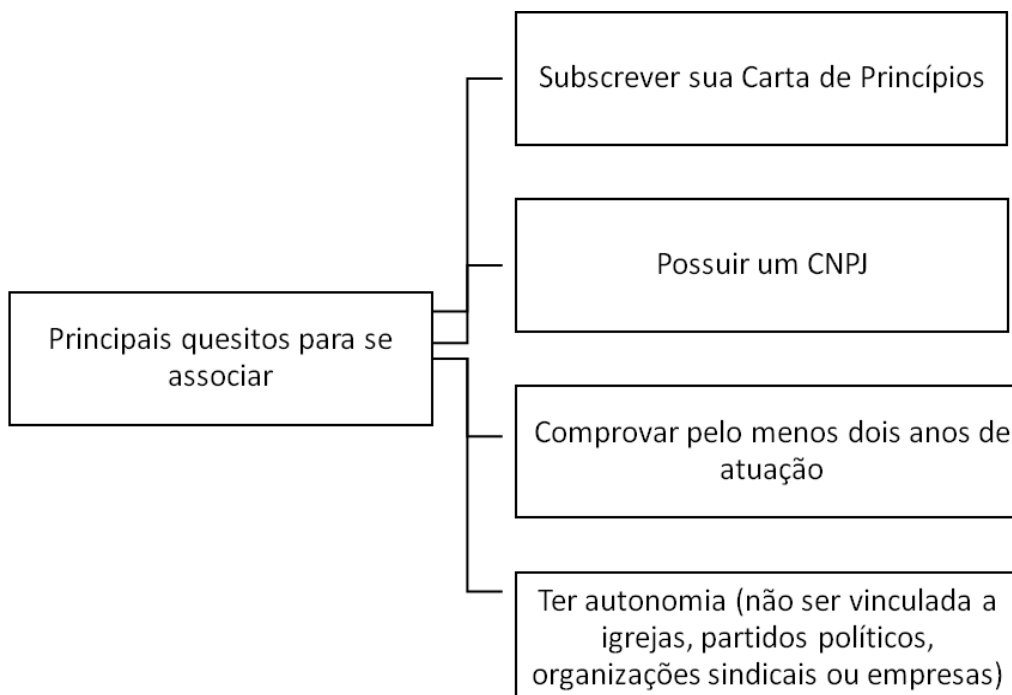 Subscrever sua Carta de Princípios
Possuir um CNPJ
Principais quesitos para se
associar
Comprovar pelo menos dois anos de
atuação
Ter autonomia (não ser vinculada a
igrejas, partidos políticos,
organizações sindicais ou empresas)